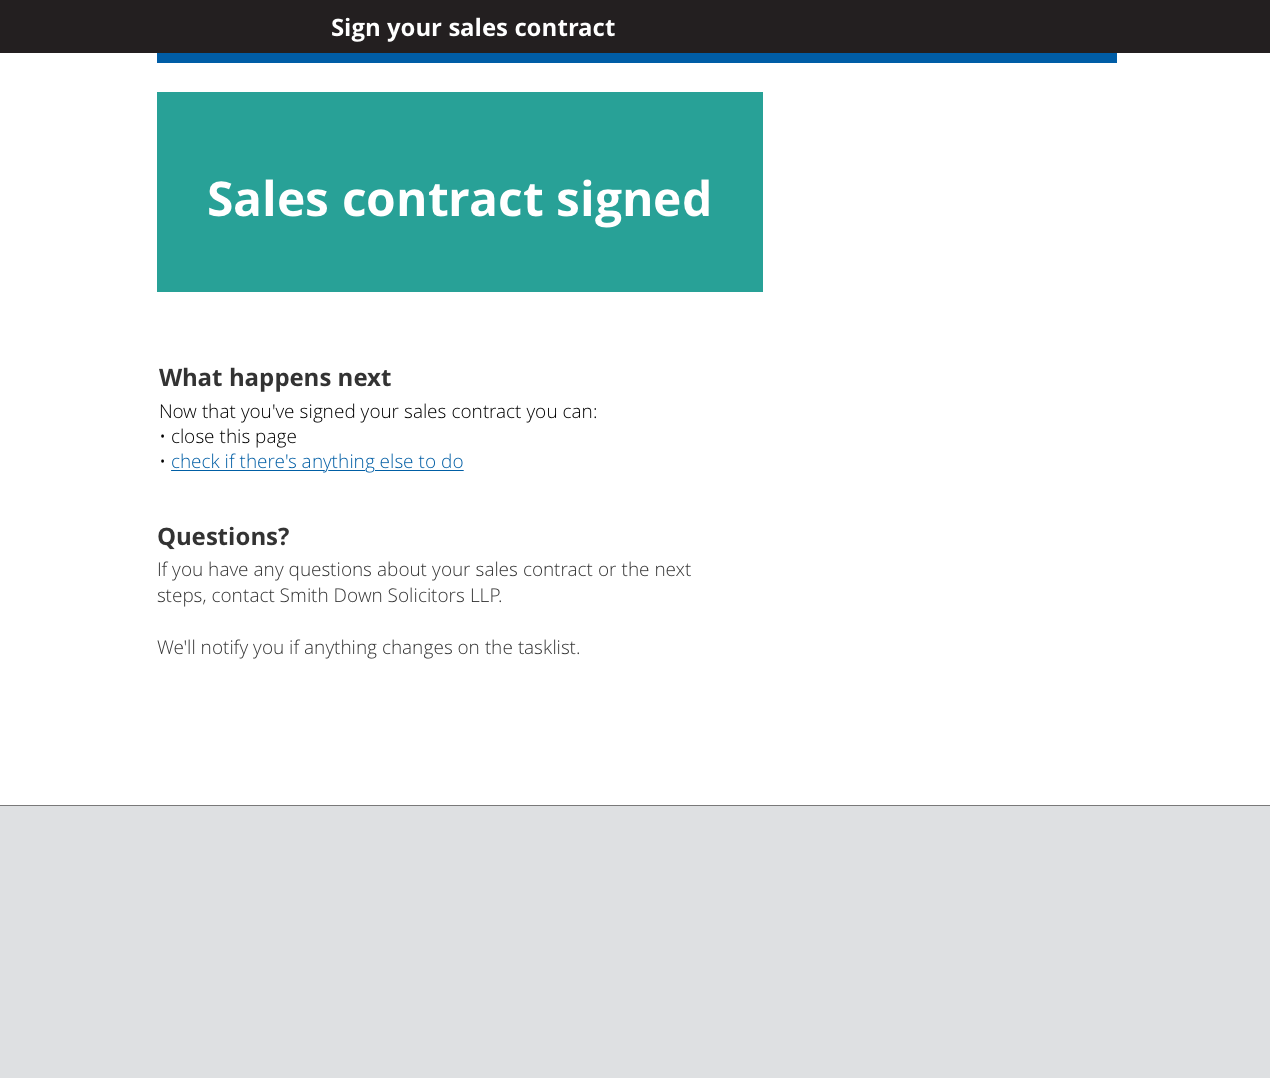 Sign your sales contract
Sales contract signed
What happens next
Now that you've signed your sales contract you can:
• close this page
• check if there's anything else to do
Questions?
If you have any questions about your sales contract or the next
steps, contact Smith Down Solicitors LLP.
We'll notify you if anything changes on the tasklist.